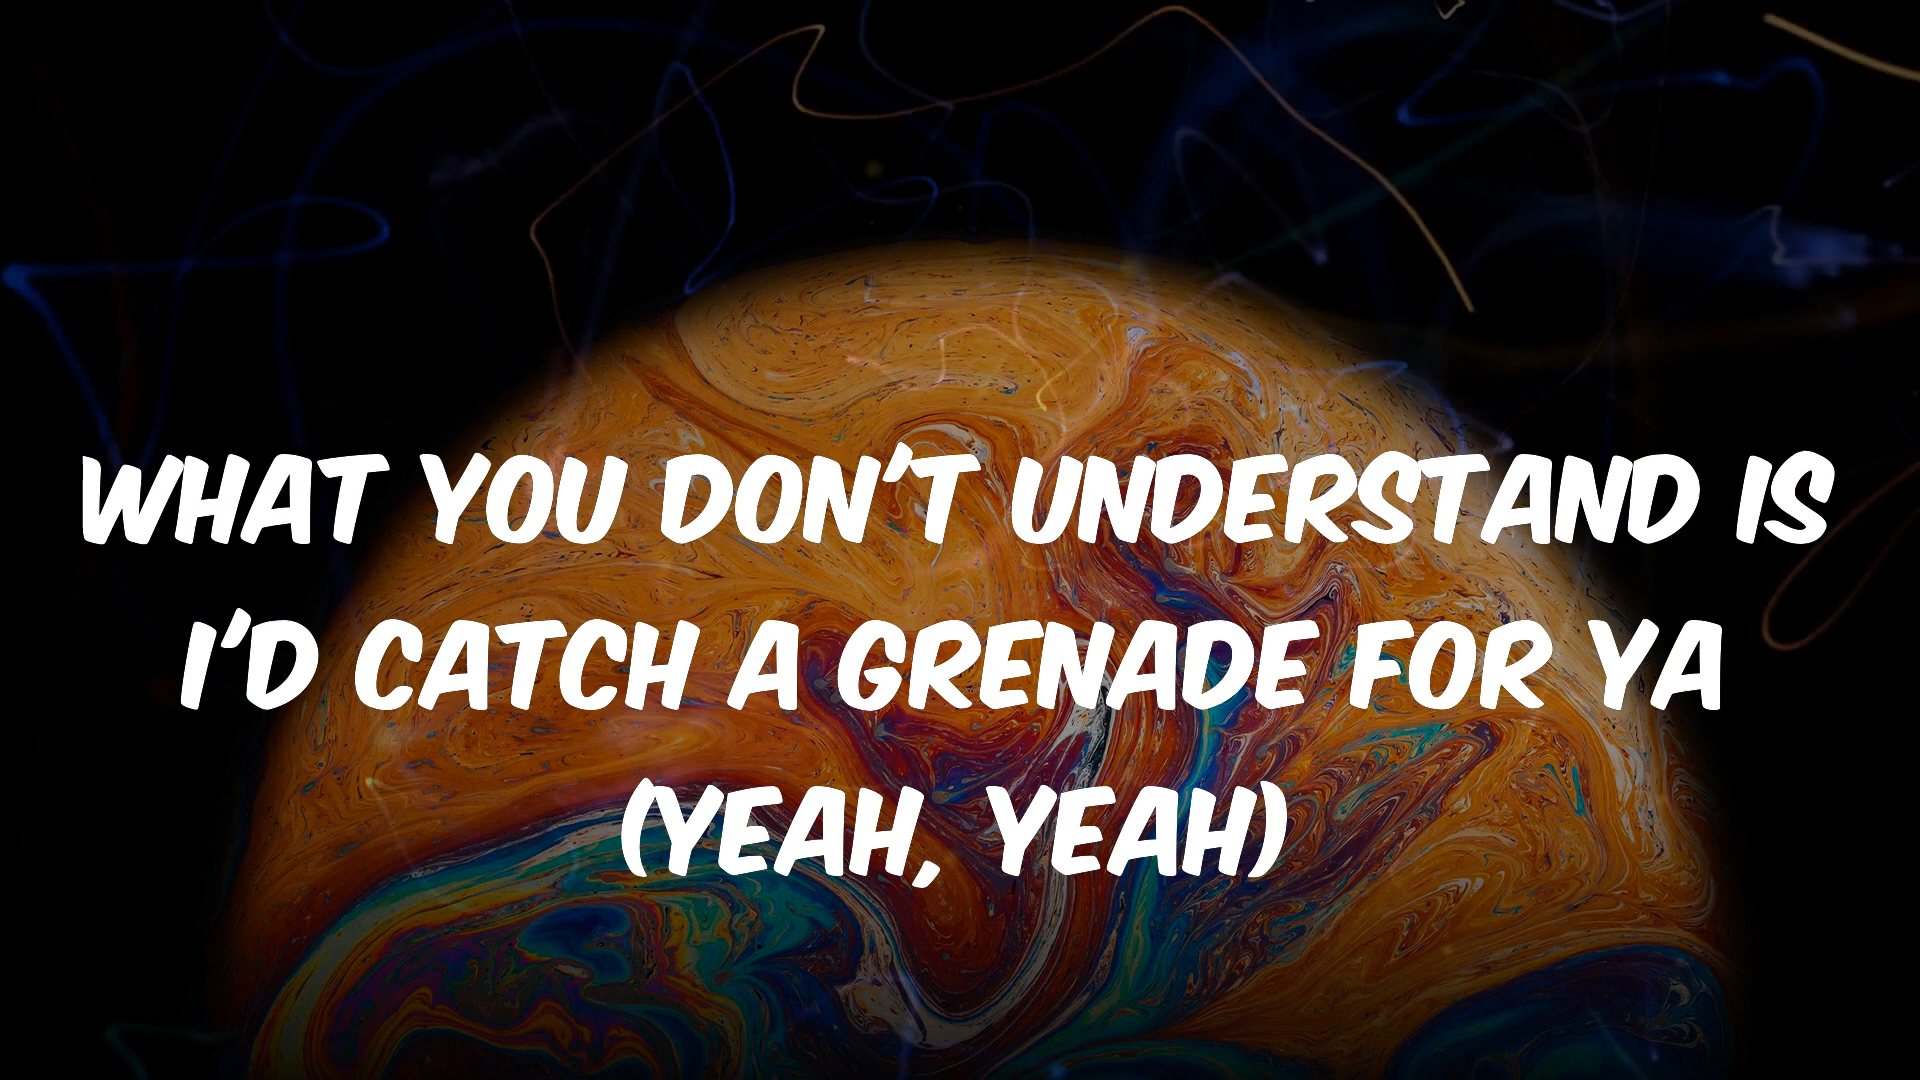 WHAT YOU DON'T UNDERSTAND IS
I'D CATCH A GRENADE FOR YA
(YEAH, YEAH)